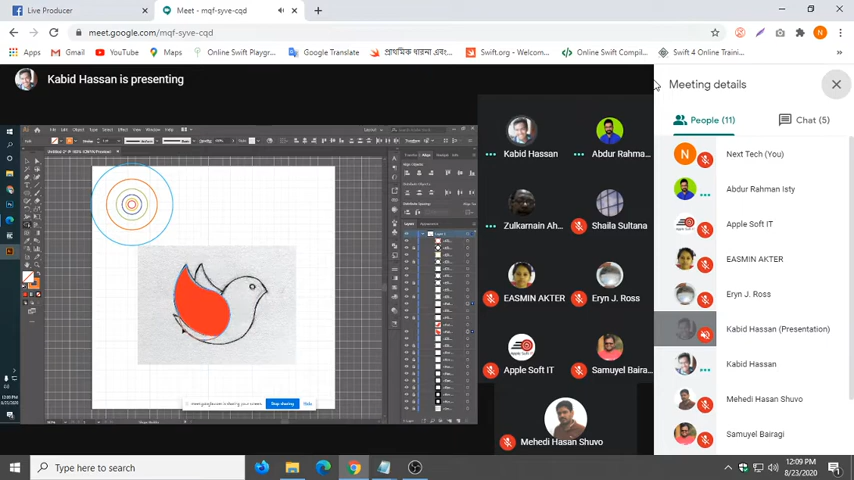 Live Producer
Meet - mqf-syve-cqd
meet.google.com/mqf-syve-cqd
Apps
Gmail
YouTube
Maps
Online Swift Playgr...
Google Translate
প্রাথমিক ধারনা এবং...
Swift.org - Welcom...
Online Swift Compil...
Swift 4 Online Traini...
Kabid Hassan is presenting
Meeting details
People (11)
Chat (5)
Kabid Hassan
Abdur Rahma...
Zulkarnain Ah...
Shaila Sultana
EASMIN AKTER
Eryn J. Ross
Apple Soft IT
Samuyel Baira...
Mehedi Hasan Shuvo
Next Tech (You)
Abdur Rahman Isty
Apple Soft IT
EASMIN AKTER
Eryn J. Ross
Kabid Hassan (Presentation)
Kabid Hassan
Mehedi Hasan Shuvo
Samuyel Bairagi
Stop sharing
Hide
Type here to search
12:09 PM
8/23/2020